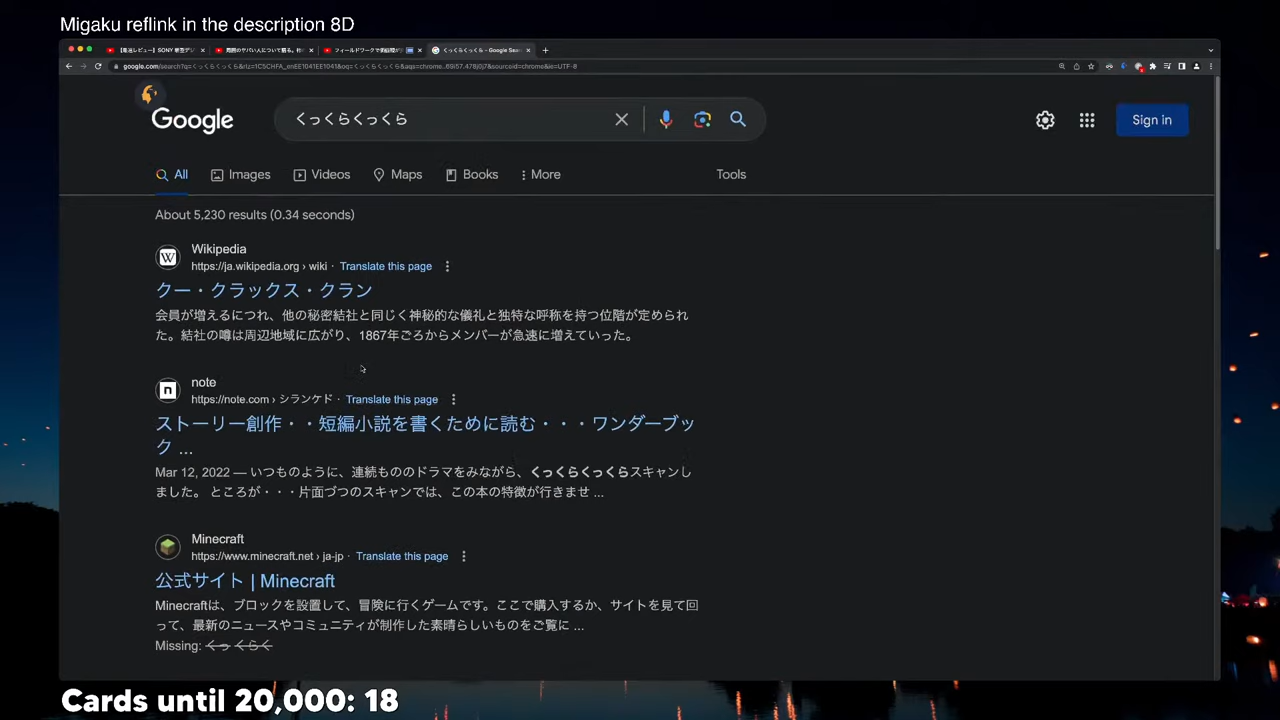 Migaku reflink in the description 8D
くっくらくっくら - Google Sear
Google
くっくらくっくら
Sign in
All
Images
Videos
Maps
Books
More
Tools
About 5,230 results (0.34 seconds)
Wikipedia
https://ja.wikipedia.org › wiki · Translate this page
クー・クラックス・クラン
会員が増えるにつれ、他の秘密結社と同じく神秘的な儀礼と独特な呼称を持つ位階が定められ
た。結社の噂は周辺地域に広がり、1867年ごろからメンバーが急速に増えていった。
note
https://note.com › シランケド · Translate this page
ストーリー創作・・短編小説を書くために読む・・・ワンダーブッ
ク ...
Mar 12, 2022 — いつものように、連続もののドラマをみながら、くっくらくっくらスキャンし
ました。 ところが・・・片面づつのスキャンでは、この本の特徴が行きませ ...
Minecraft
https://www.minecraft.net › ja-jp · Translate this page
公式サイト | Minecraft
Minecraftは、ブロックを設置して、冒険に行くゲームです。ここで購入するか、サイトを見て回
って、最新のニュースやコミュニティが制作した素晴らしいものをご覧に ...
Missing: くっ くらく
Cards until 20,000: 18